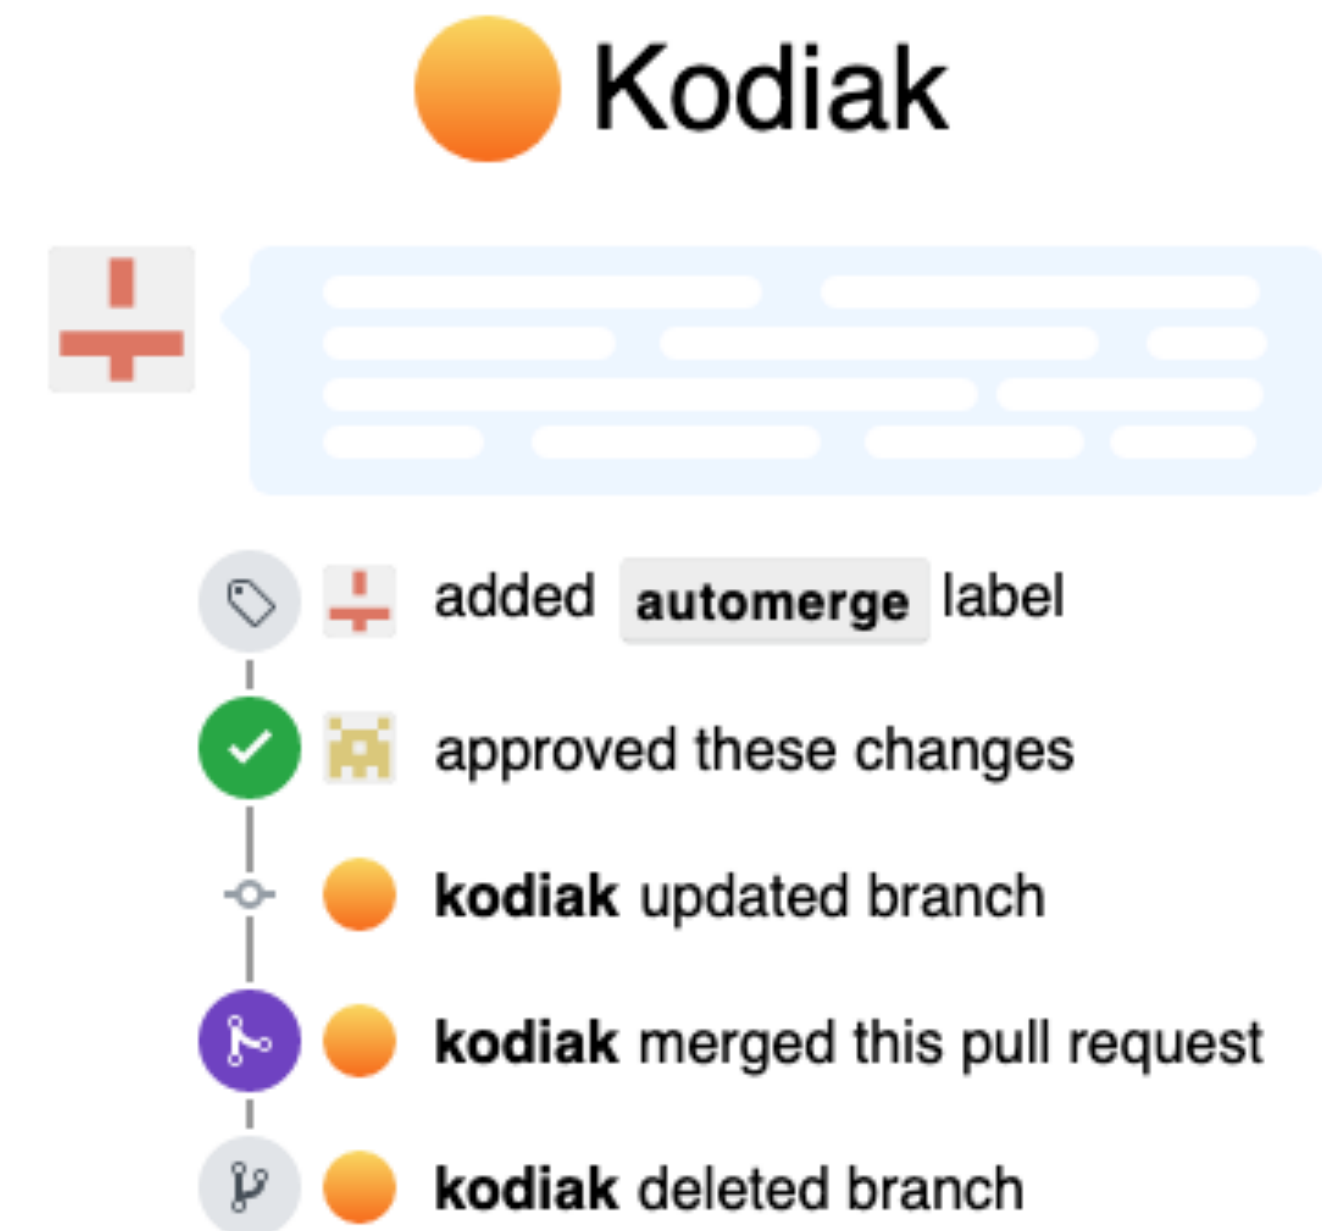 Kodiak
added automerge label
approved these changes
kodiak updated branch
kodiak merged this pull request
kodiak deleted branch